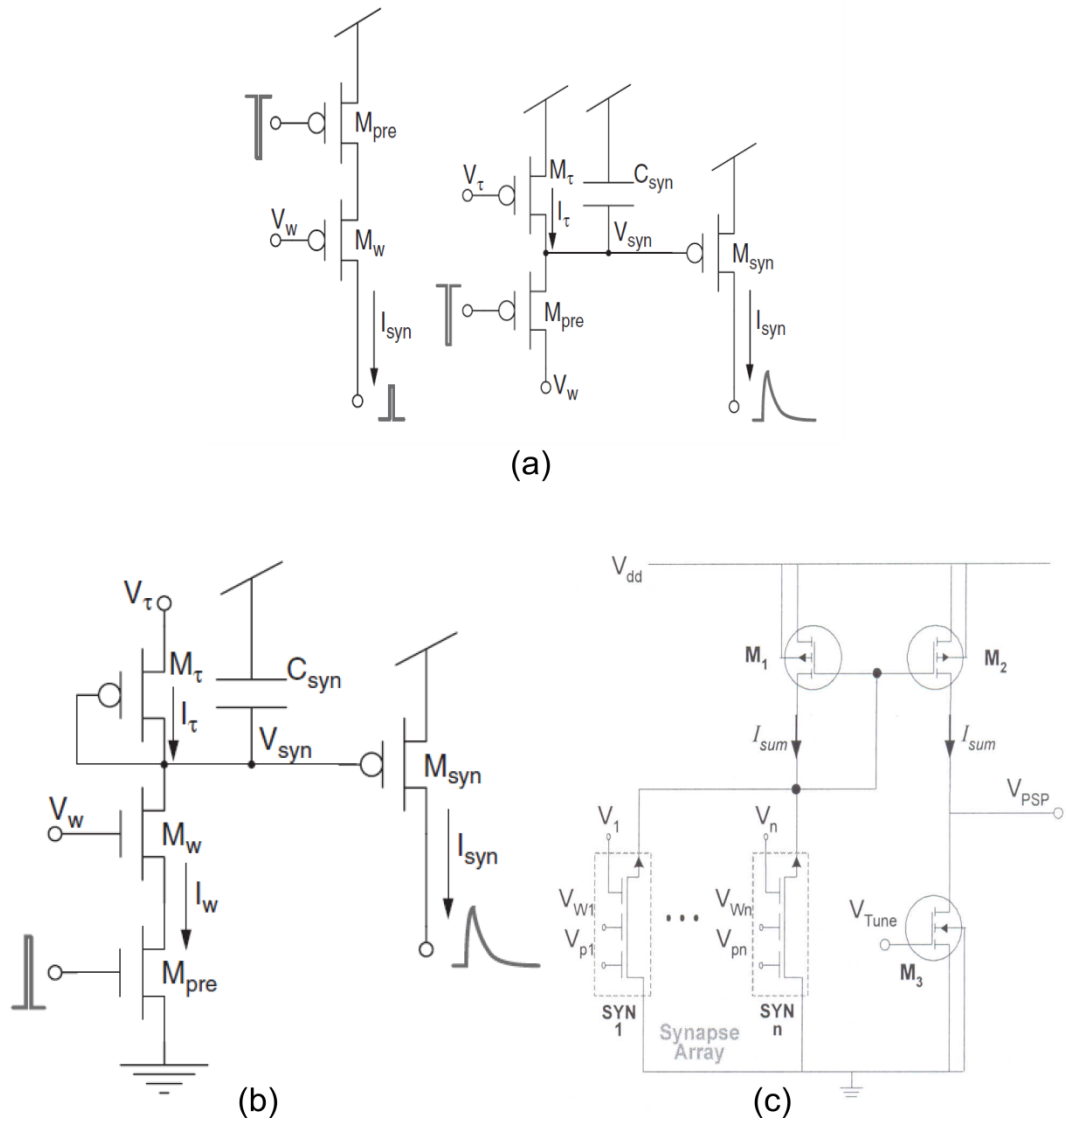 M_pre
V_w
M_w
I_syn
V_τ
M_τ
C_syn
I_τ
V_syn
M_syn
M_pre
I_syn
V_w
(a)
V_τ
M_τ
C_syn
I_τ
V_syn
M_syn
V_w
M_w
I_syn
I_w
M_pre
(b)
V_dd
M_1
M_2
I_sum
I_sum
V_PSP
V_1
V_n
V_W1
V_Wn
V_Tune
V_p1
V_pn
M_3
SYN
1
SYN
n
Synapse
Array
(c)